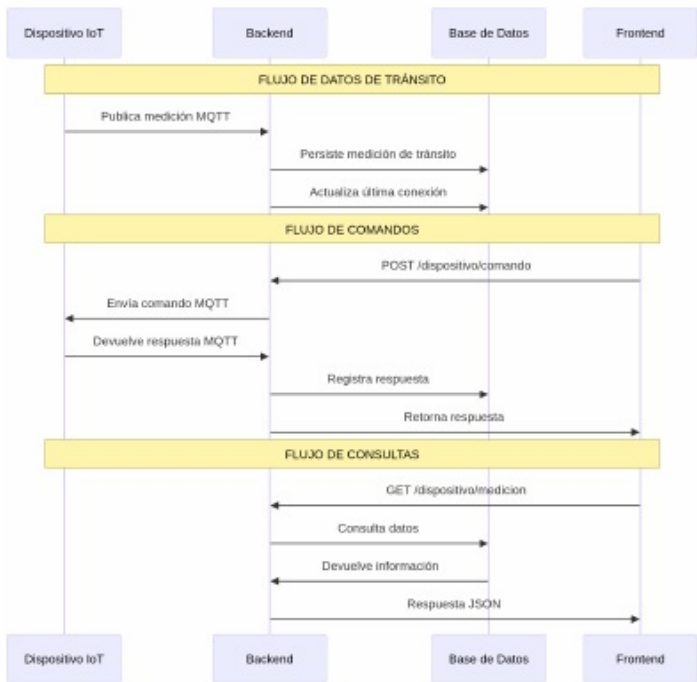 Dispositivo IoT
Backend
Base de Datos
Frontend
FLUJO DE DATOS DE TRÁNSITO
Publica medición MQTT
Persiste medición de tránsito
Actualiza última conexión
FLUJO DE COMANDOS
POST /dispositivo/comando
Envía comando MQTT
Devuelve respuesta MQTT
Registra respuesta
Retorna respuesta
FLUJO DE CONSULTAS
GET /dispositivo/medicion
Consulta datos
Devuelve información
Respuesta JSON
Dispositivo IoT
Backend
Base de Datos
Frontend